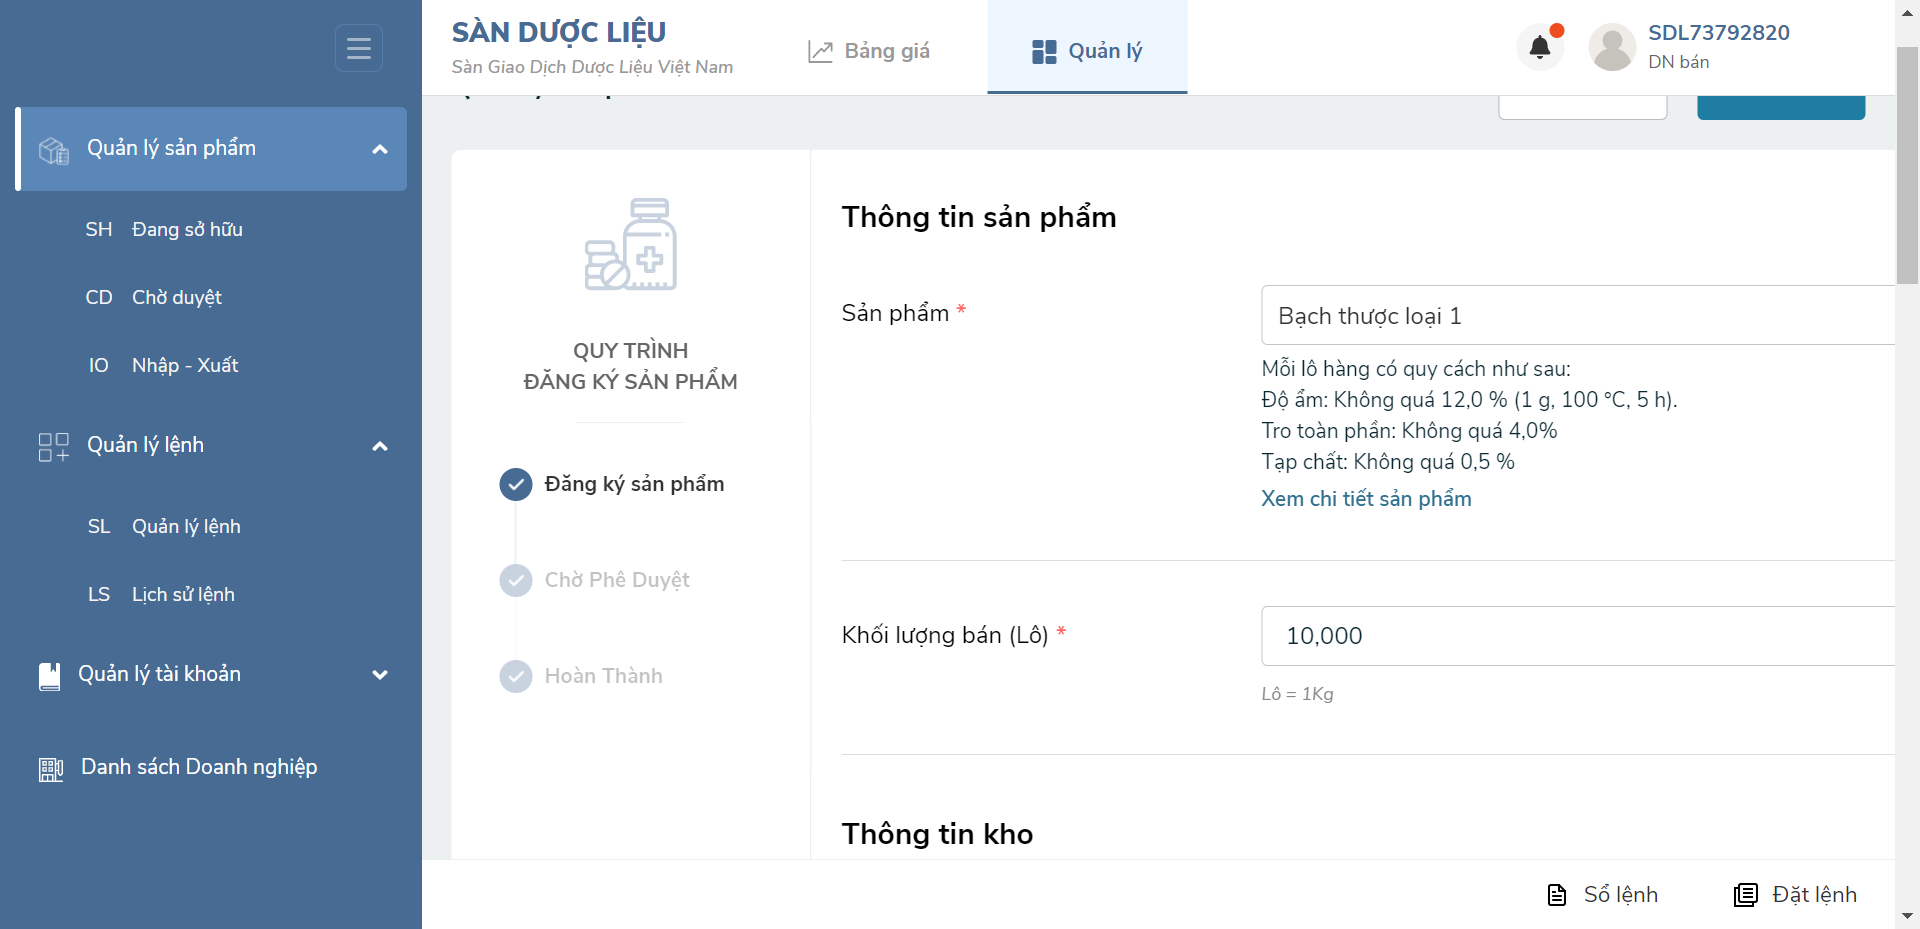 SÀN DƯỢC LIỆU
Sàn Giao Dịch Dược Liệu Việt Nam
Bảng giá
Quản lý
SDL73792820
DN bán
Quản lý sản phẩm
SH Đang sở hữu
CD Chờ duyệt
IO Nhập - Xuất
Quản lý lệnh
SL Quản lý lệnh
LS Lịch sử lệnh
Quản lý tài khoản
Danh sách Doanh nghiệp
QUY TRÌNH
ĐĂNG KÝ SẢN PHẨM
Đăng ký sản phẩm
Chờ Phê Duyệt
Hoàn Thành
Thông tin sản phẩm
Sản phẩm *
Bạch thược loại 1
Mỗi lô hàng có quy cách như sau:
Độ ẩm: Không quá 12,0 % (1 g, 100 °C, 5 h).
Tro toàn phần: Không quá 4,0%
Tạp chất: Không quá 0,5 %
Xem chi tiết sản phẩm
Khối lượng bán (Lô) *
10,000
Lô = 1Kg
Thông tin kho
Sổ lệnh
Đặt lệnh